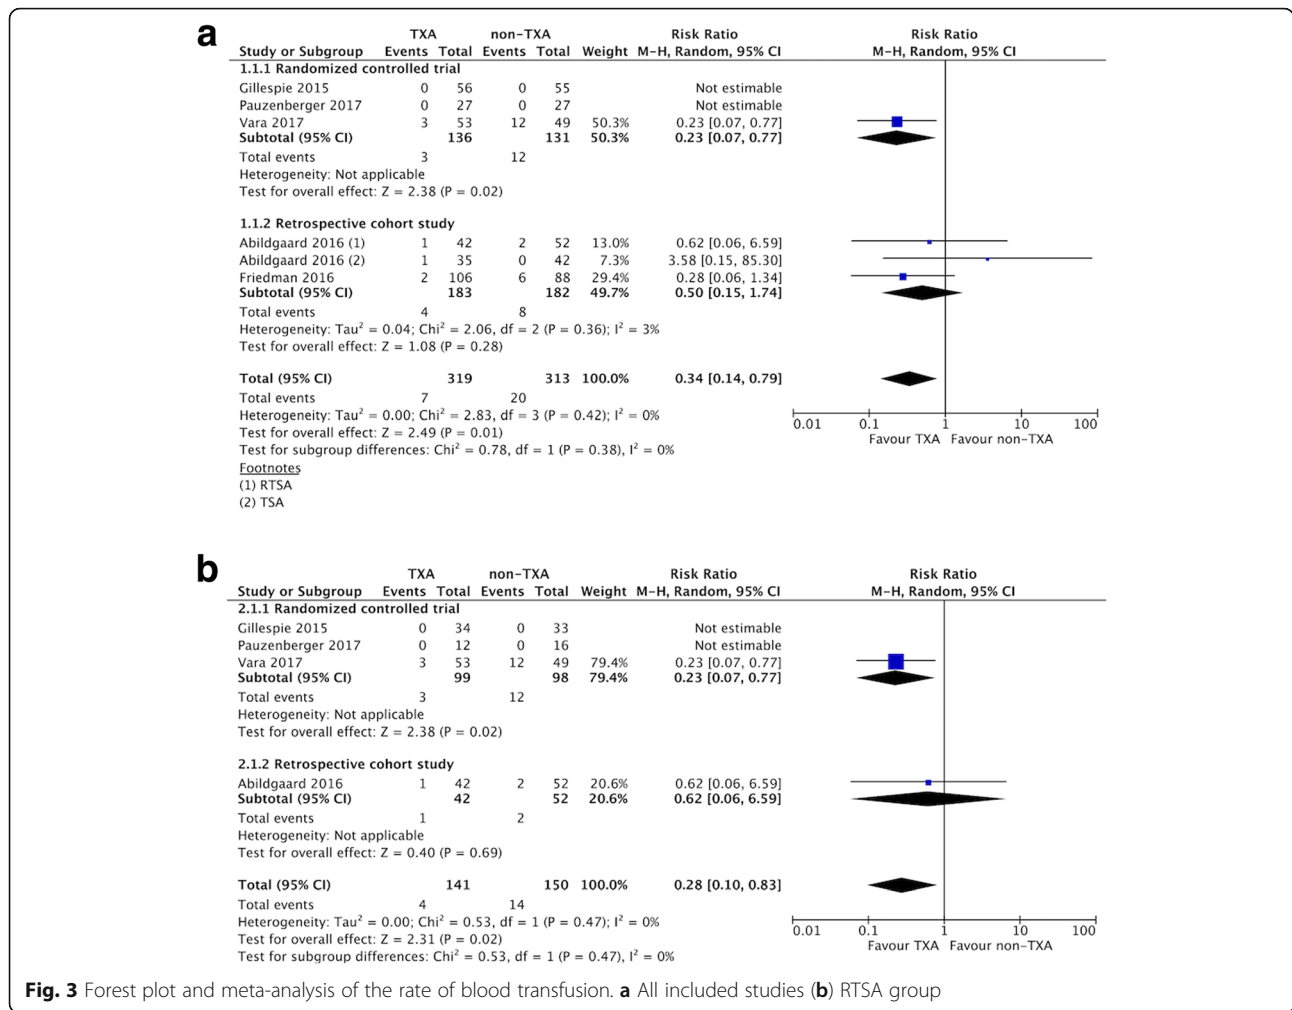 a
TXA non-TXA Risk Ratio Risk Ratio
Study or Subgroup Events Total Events Total Weight M-H, Random, 95% CI M-H, Random, 95% CI
1.1.1 Randomized controlled trial
Gillespie 2015 0 56 0 55 Not estimable
Pauzenberger 2017 0 27 0 27 Not estimable
Vara 2017 3 53 12 49 50.3% 0.23 [0.07, 0.77]
Subtotal (95% CI) 136 131 50.3% 0.23 [0.07, 0.77]
Total events 3 12
Heterogeneity: Not applicable
Test for overall effect: Z = 2.38 (P = 0.02)
1.1.2 Retrospective cohort study
Abildgaard 2016 (1) 1 42 2 52 13.0% 0.62 [0.06, 6.59]
Abildgaard 2016 (2) 1 35 0 42 7.3% 3.58 [0.15, 85.30]
Friedman 2016 2 106 6 88 29.4% 0.28 [0.06, 1.34]
Subtotal (95% CI) 183 182 49.7% 0.50 [0.15, 1.74]
Total events 4 8
Heterogeneity: Tau² = 0.04; Chi² = 2.06, df = 2 (P = 0.36); I² = 3%
Test for overall effect: Z = 1.08 (P = 0.28)
Total (95% CI) 319 313 100.0% 0.34 [0.14, 0.79]
Total events 7 20
Heterogeneity: Tau² = 0.00; Chi² = 2.83, df = 3 (P = 0.42); I² = 0%
Test for overall effect: Z = 2.49 (P = 0.01)
Test for subgroup differences: Chi² = 0.78, df = 1 (P = 0.38), I² = 0%
0.01 0.1 1 10 100
Favour TXA Favour non-TXA
Footnotes
(1) RTSA
(2) TSA
b
TXA non-TXA Risk Ratio Risk Ratio
Study or Subgroup Events Total Events Total Weight M-H, Random, 95% CI M-H, Random, 95% CI
2.1.1 Randomized controlled trial
Gillespie 2015 0 34 0 33 Not estimable
Pauzenberger 2017 0 12 0 16 Not estimable
Vara 2017 3 53 12 49 79.4% 0.23 [0.07, 0.77]
Subtotal (95% CI) 99 98 79.4% 0.23 [0.07, 0.77]
Total events 3 12
Heterogeneity: Not applicable
Test for overall effect: Z = 2.38 (P = 0.02)
2.1.2 Retrospective cohort study
Abildgaard 2016 1 42 2 52 20.6% 0.62 [0.06, 6.59]
Subtotal (95% CI) 42 52 20.6% 0.62 [0.06, 6.59]
Total events 1 2
Heterogeneity: Not applicable
Test for overall effect: Z = 0.40 (P = 0.69)
Total (95% CI) 141 150 100.0% 0.28 [0.10, 0.83]
Total events 4 14
Heterogeneity: Tau² = 0.00; Chi² = 0.53, df = 1 (P = 0.47); I² = 0%
Test for overall effect: Z = 2.31 (P = 0.02)
Test for subgroup differences: Chi² = 0.53, df = 1 (P = 0.47), I² = 0%
0.01 0.1 1 10 100
Favour TXA Favour non-TXA
Fig. 3 Forest plot and meta-analysis of the rate of blood transfusion. a All included studies (b) RTSA group